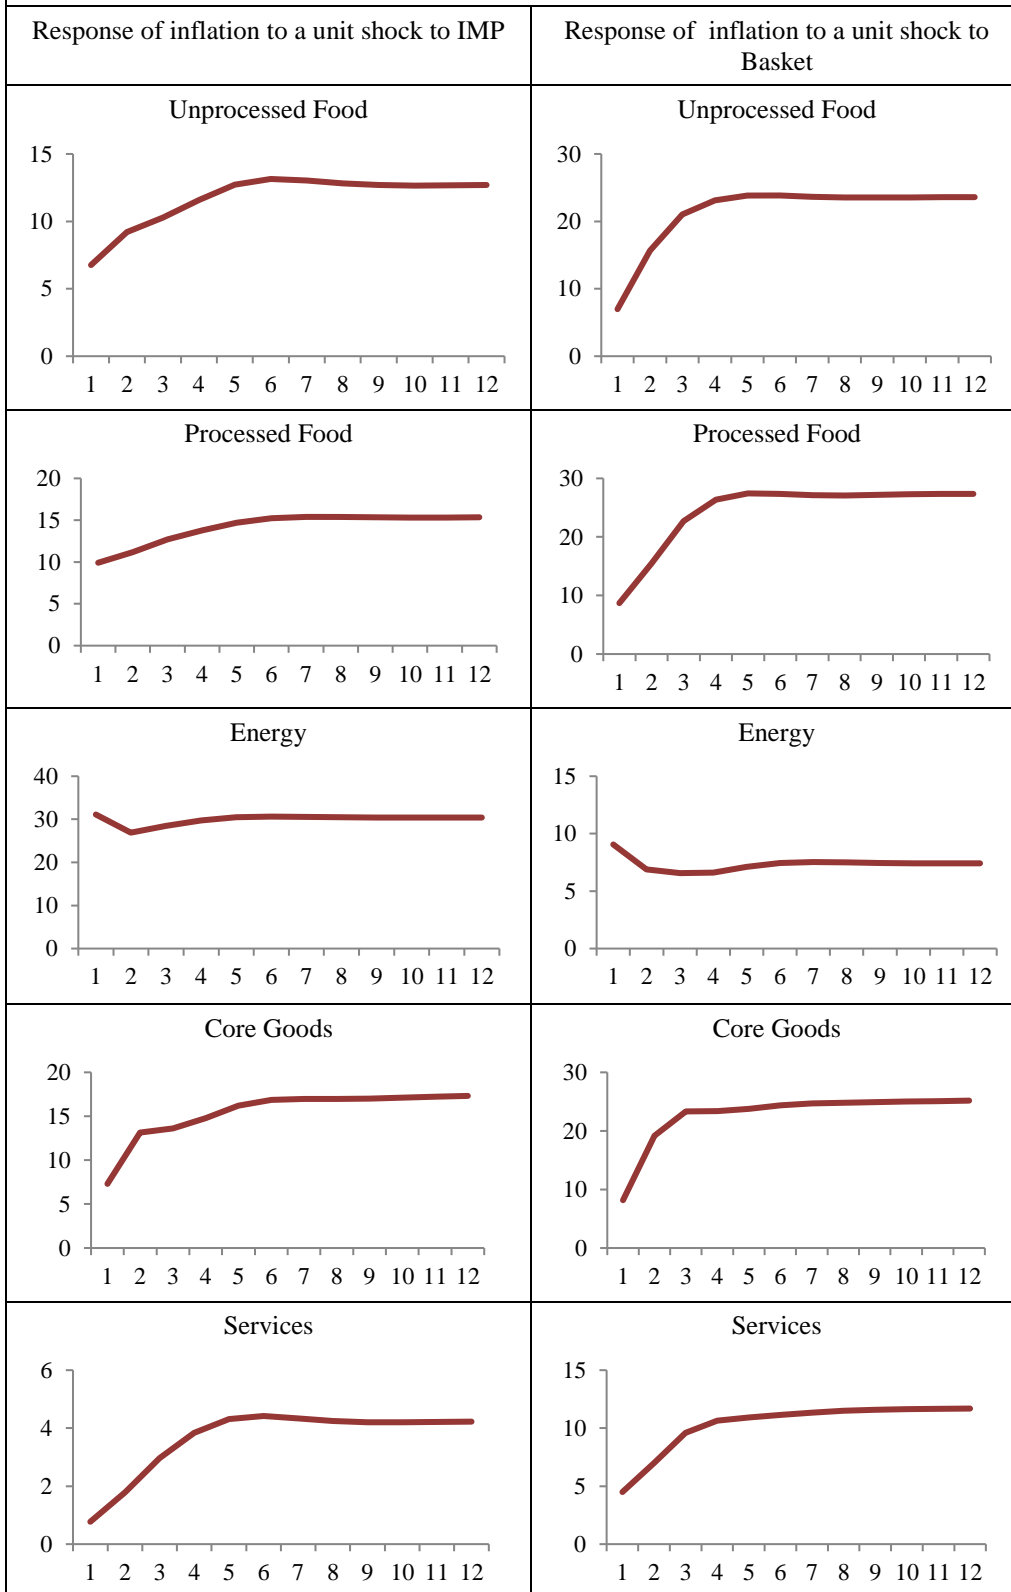 Response of inflation to a unit shock to IMP
Response of inflation to a unit shock to
Basket
Unprocessed Food
15
10
5
0
1 2 3 4 5 6 7 8 9 10 11 12
Unprocessed Food
30
20
10
0
1 2 3 4 5 6 7 8 9 10 11 12
Processed Food
20
15
10
5
0
1 2 3 4 5 6 7 8 9 10 11 12
Processed Food
30
20
10
0
1 2 3 4 5 6 7 8 9 10 11 12
Energy
40
30
20
10
0
1 2 3 4 5 6 7 8 9 10 11 12
Energy
15
10
5
0
1 2 3 4 5 6 7 8 9 10 11 12
Core Goods
20
15
10
5
0
1 2 3 4 5 6 7 8 9 10 11 12
Core Goods
30
20
10
0
1 2 3 4 5 6 7 8 9 10 11 12
Services
6
4
2
0
1 2 3 4 5 6 7 8 9 10 11 12
Services
15
10
5
0
1 2 3 4 5 6 7 8 9 10 11 12